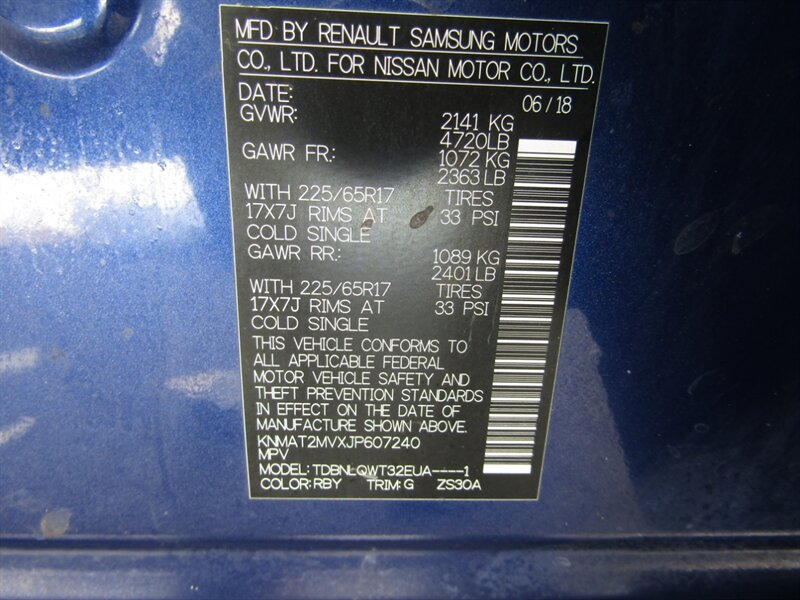 MFD BY RENAULT SAMSUNG MOTORS
CO., LTD. FOR NISSAN MOTOR CO., LTD.
DATE: 06/18
GVWR: 2141 KG
4720LB
GAWR FR.: 1072 KG
2363 LB
WITH 225/65R17 TIRES
17X7J RIMS AT 33 PSI
COLD SINGLE
GAWR RR.: 1089 KG
2401 LB
WITH 225/65R17 TIRES
17X7J RIMS AT 33 PSI
COLD SINGLE
THIS VEHICLE CONFORMS TO
ALL APPLICABLE FEDERAL
MOTOR VEHICLE SAFETY AND
THEFT PREVENTION STANDARDS
IN EFFECT ON THE DATE OF
MANUFACTURE SHOWN ABOVE.
KNMAT2MVXJP607240
MPV
MODEL: TDBNLQWT32EUA----1
COLOR:RBY TRIM:G ZS30A